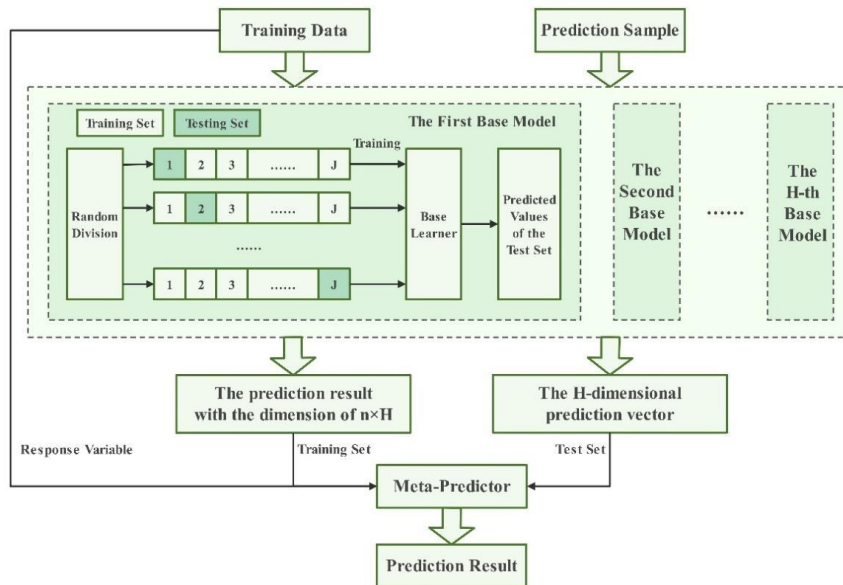 Training Data
Prediction Sample
Training Set
Testing Set
The First Base Model
Training
Random
Division
1 2 3 ...... J
1 2 3 ...... J
......
1 2 3 ...... J
Base
Learner
Predicted
Values
of the
Test Set
The
Second
Base
Model
......
The
H-th
Base
Model
The prediction result
with the dimension of n×H
The H-dimensional
prediction vector
Response Variable
Training Set
Test Set
Meta-Predictor
Prediction Result